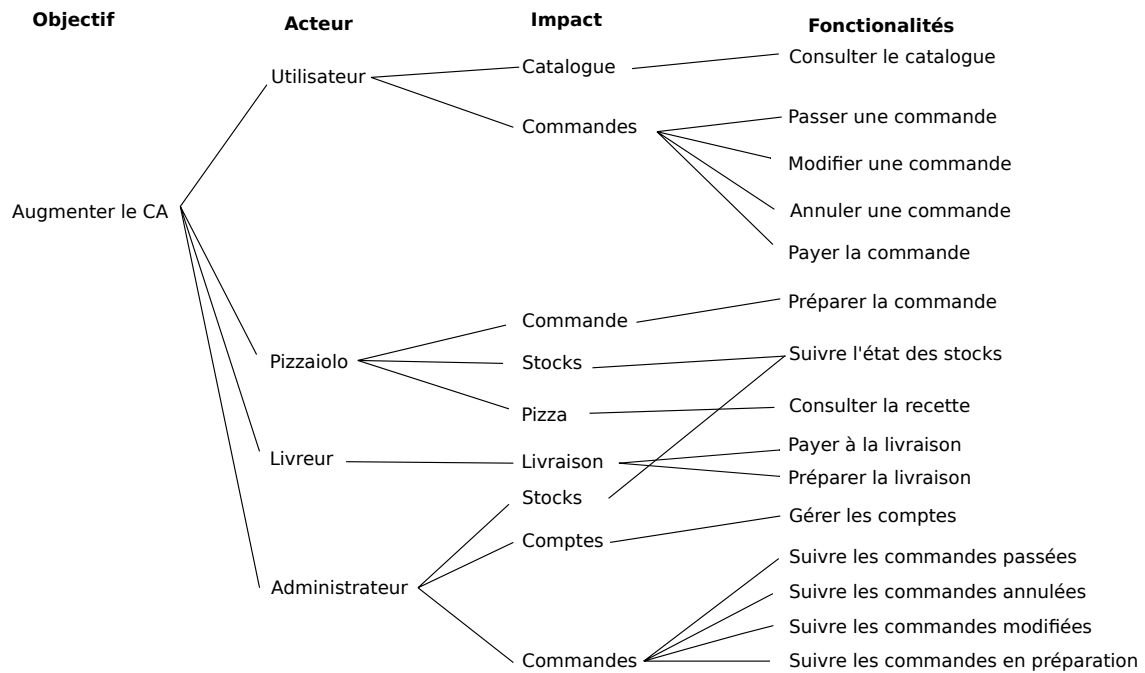 Objectif
Acteur
Impact
Fonctionalités
Utilisateur
Catalogue
Consulter le catalogue
Commandes
Passer une commande
Modifier une commande
Annuler une commande
Payer la commande
Augmenter le CA
Pizzaiolo
Commande
Préparer la commande
Stocks
Suivre l'état des stocks
Pizza
Consulter la recette
Livreur
Livraison
Payer à la livraison
Préparer la livraison
Administrateur
Stocks
Comptes
Gérer les comptes
Commandes
Suivre les commandes passées
Suivre les commandes annulées
Suivre les commandes modifiées
Suivre les commandes en préparation